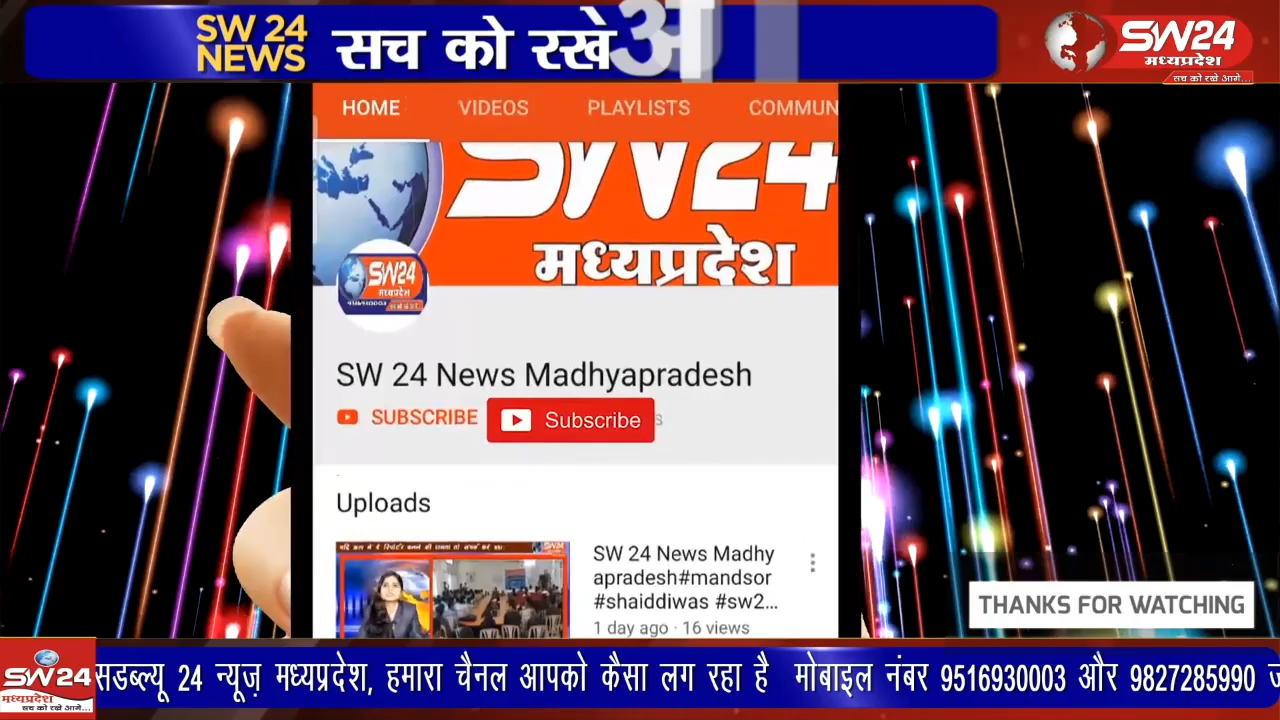 SW 24
NEWS
सच को रखे
SW24
मध्यप्रदेश
सच को रखे आगे...
HOME VIDEOS PLAYLISTS COMMUN
SW24
मध्यप्रदेश
SW24
मध्यप्रदेश
SW 24 News Madhyapradesh
SUBSCRIBE Subscribe
Uploads
SW 24 News Madhy
apradesh#mandsor
#shaiddiwas #sw2...
1 day ago · 16 views
THANKS FOR WATCHING
SW24
मध्यप्रदेश
सच को रखे आगे...
सडब्ल्यू 24 न्यूज़ मध्यप्रदेश, हमारा चैनल आपको कैसा लग रहा है मोबाइल नंबर 9516930003 और 9827285990